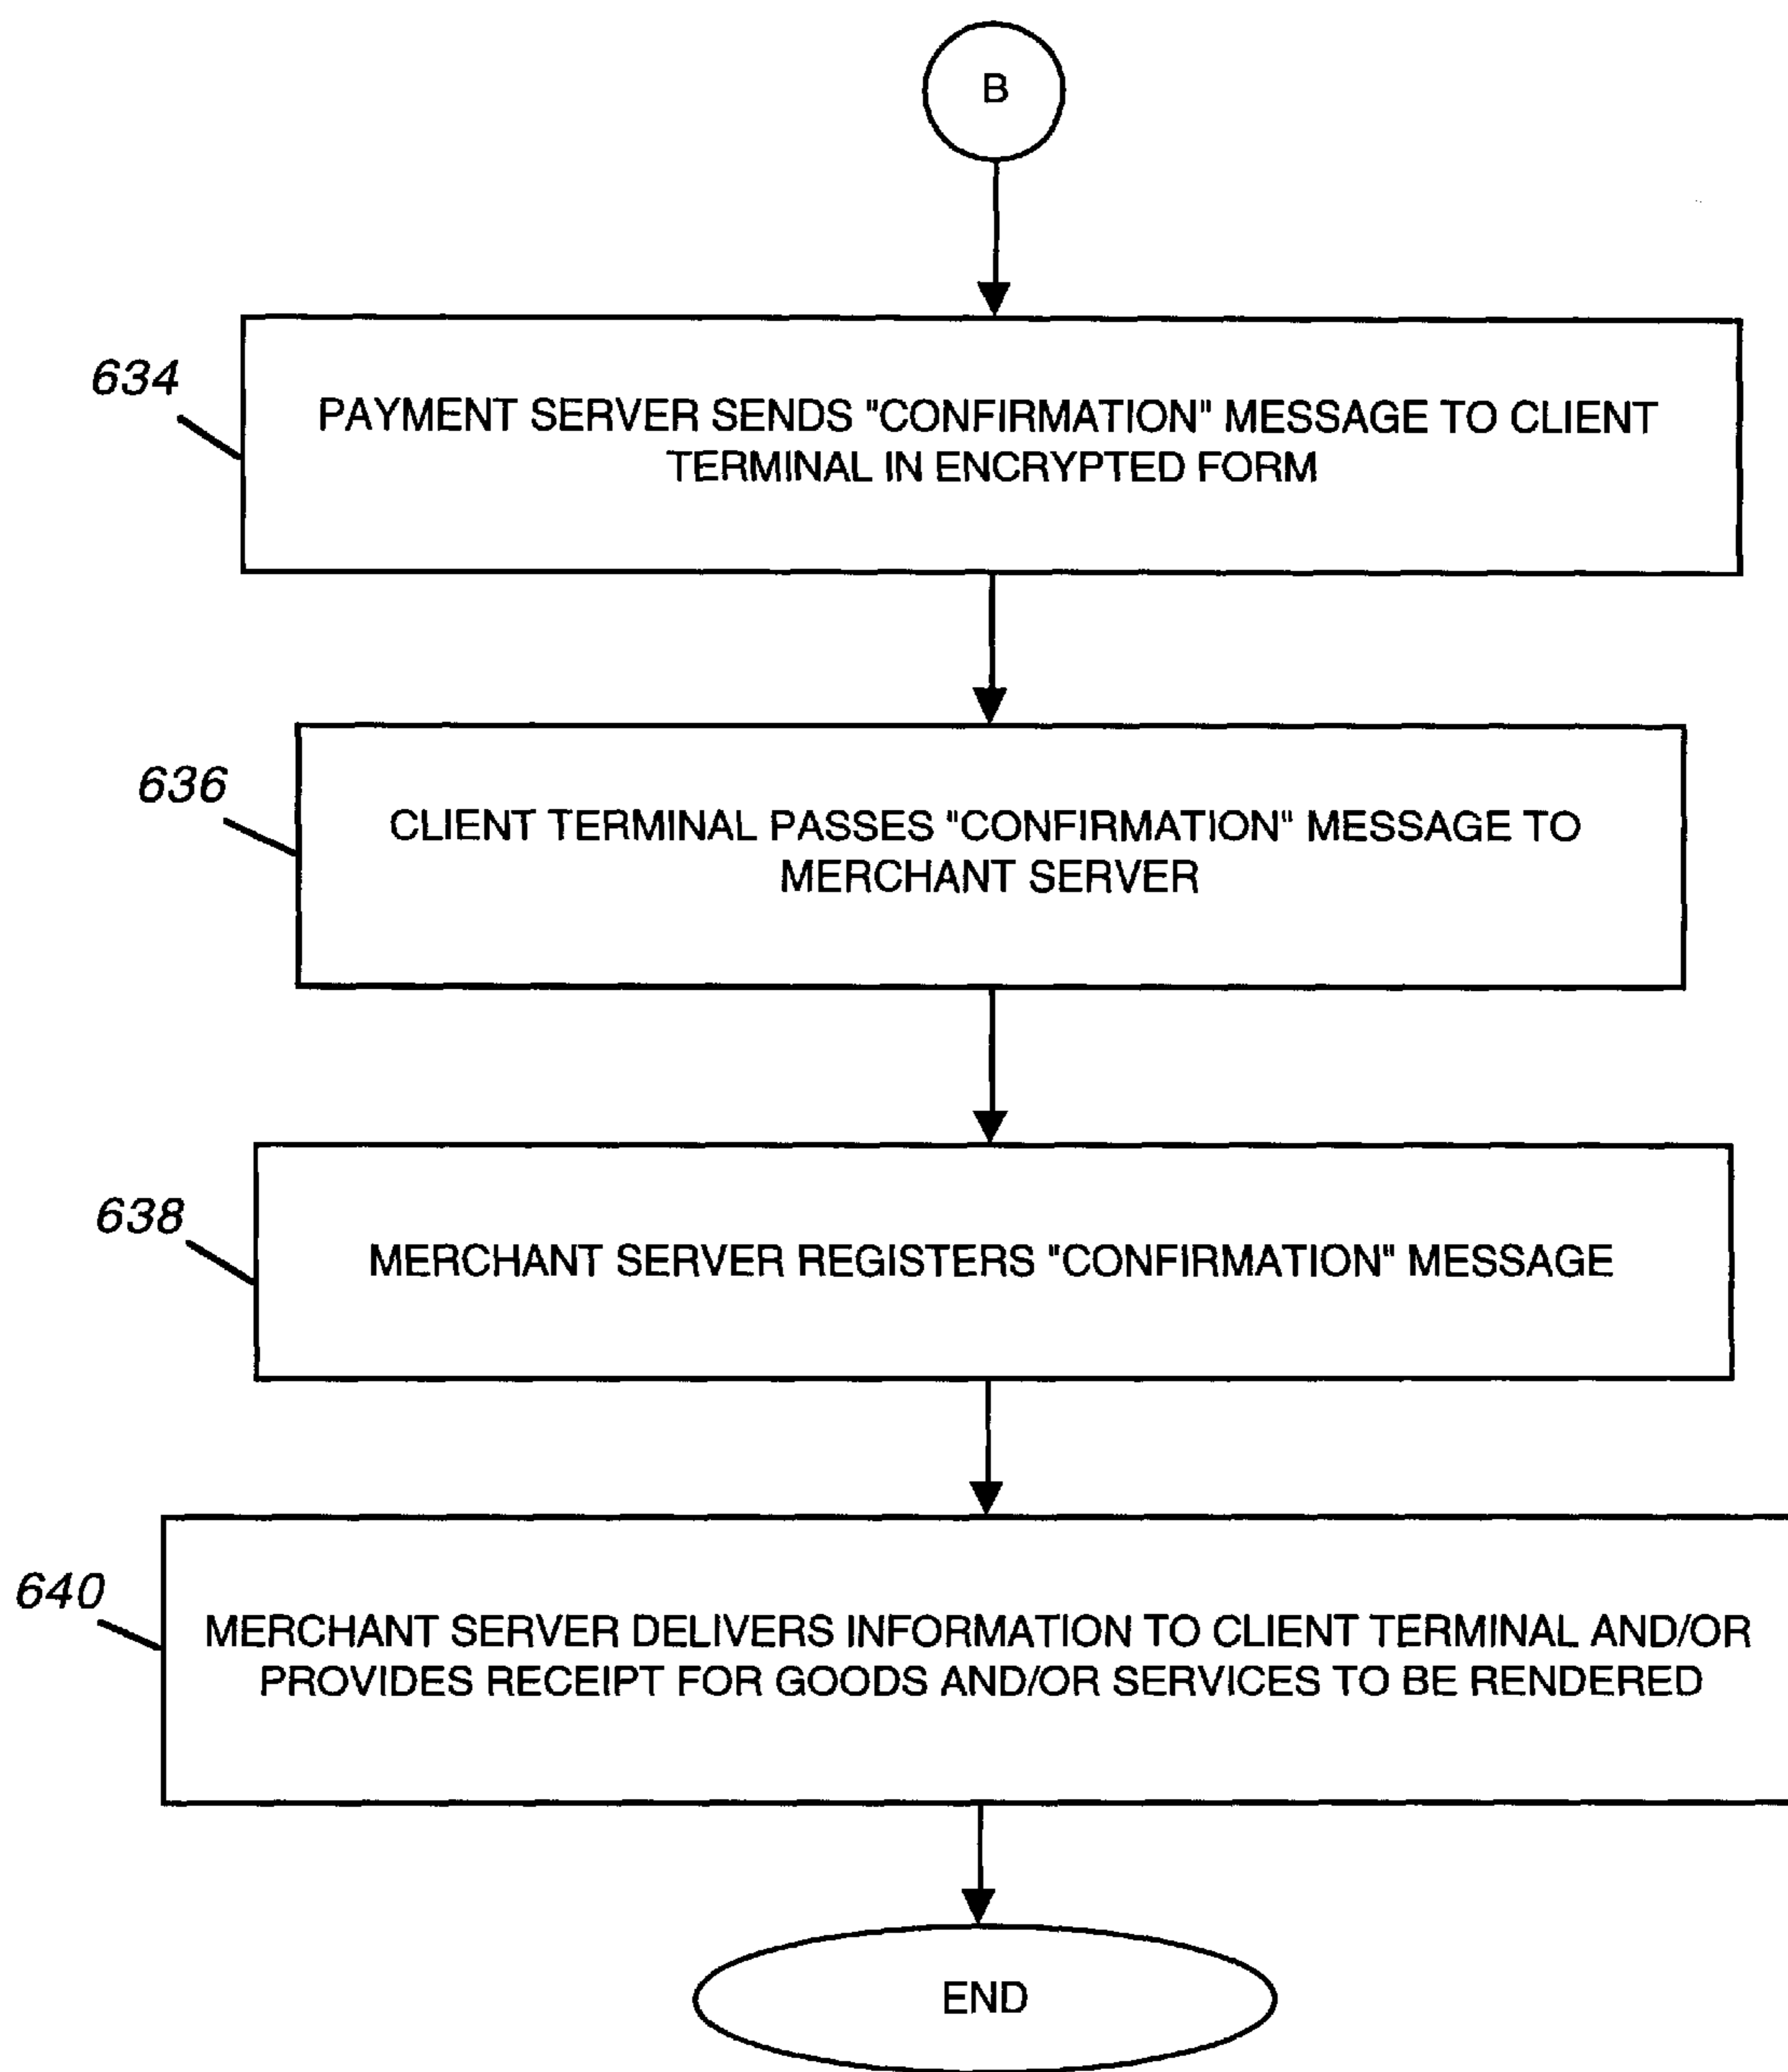 B
634
PAYMENT SERVER SENDS "CONFIRMATION" MESSAGE TO CLIENT
TERMINAL IN ENCRYPTED FORM
636
CLIENT TERMINAL PASSES "CONFIRMATION" MESSAGE TO
MERCHANT SERVER
638
MERCHANT SERVER REGISTERS "CONFIRMATION" MESSAGE
640
MERCHANT SERVER DELIVERS INFORMATION TO CLIENT TERMINAL AND/OR
PROVIDES RECEIPT FOR GOODS AND/OR SERVICES TO BE RENDERED
END